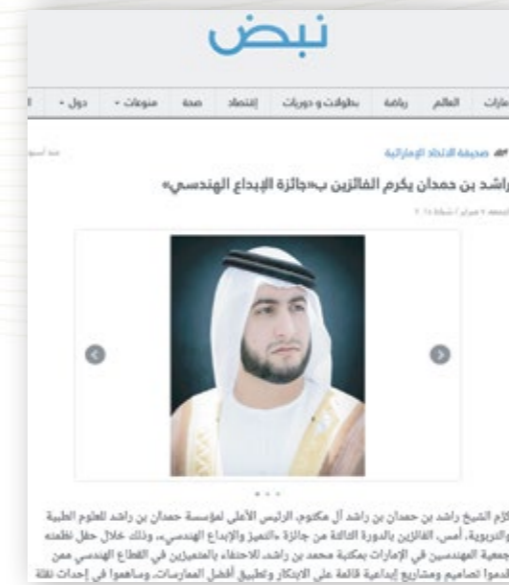 نبض
العالم رياضة بطولات و دوريات إقتصاد صحة منوعات دول
صحيفة الاتحاد الإماراتية
راشد بن حمدان يكرم الفائزين ب«جائزة الإبداع الهندسي»
كرّم الشيخ راشد بن حمدان بن راشد آل مكتوم، الرئيس الأعلى لمؤسسة حمدان بن راشد للعلوم الطبية
والتربوية، أمس، الفائزين بالدورة الثالثة من جائزة «التميز والإبداع الهندسي»، وذلك خلال حفل نظمته
جمعية المهندسين في الإمارات بمكتبة محمد بن راشد، للاحتفاء بالمتميزين في القطاع الهندسي ممن
قدموا تصاميم ومشاريع إبداعية قائمة على الابتكار وتطبيق أفضل الممارسات، وساهموا في إحداث نقلة